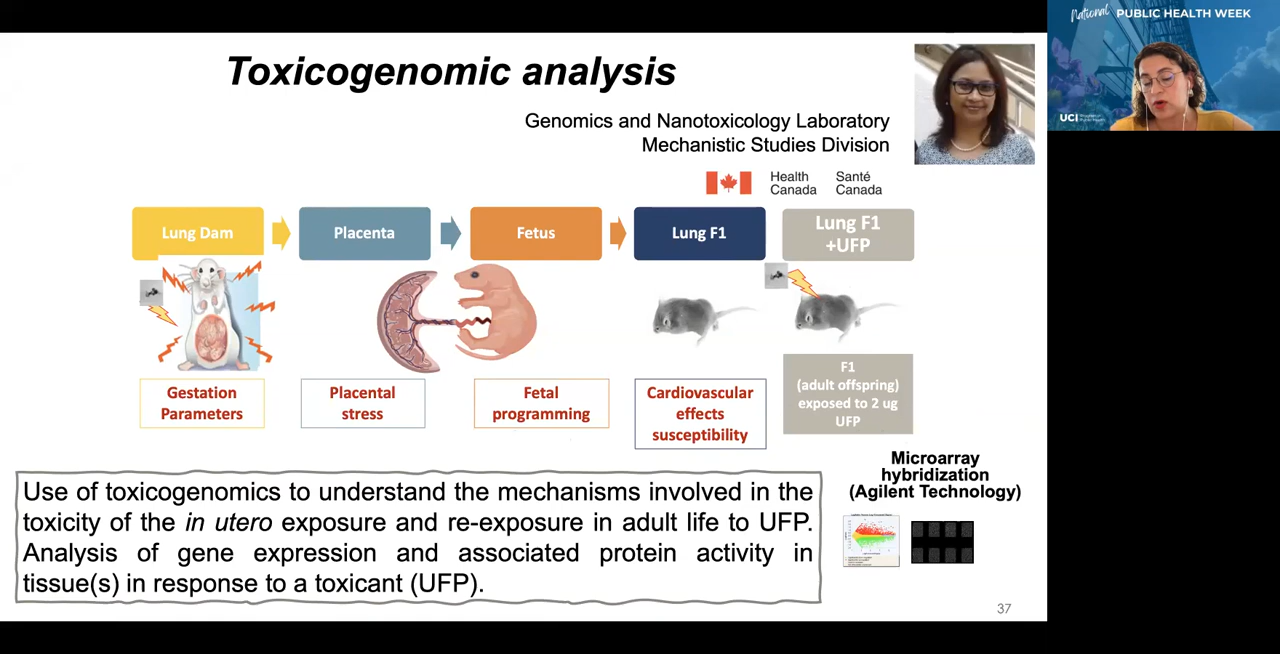 Toxicogenomic analysis
Genomics and Nanotoxicology Laboratory
Mechanistic Studies Division
Health Santé
Canada Canada
Lung Dam
Placenta
Fetus
Lung F1
Lung F1
+UFP
Gestation
Parameters
Placental
stress
Fetal
programming
Cardiovascular
effects
susceptibility
F1
(adult offspring)
exposed to 2 ug
UFP
Microarray
hybridization
(Agilent Technology)
Use of toxicogenomics to understand the mechanisms involved in the
toxicity of the in utero exposure and re-exposure in adult life to UFP.
Analysis of gene expression and associated protein activity in
tissue(s) in response to a toxicant (UFP).
37
National PUBLIC HEALTH WEEK
UCI